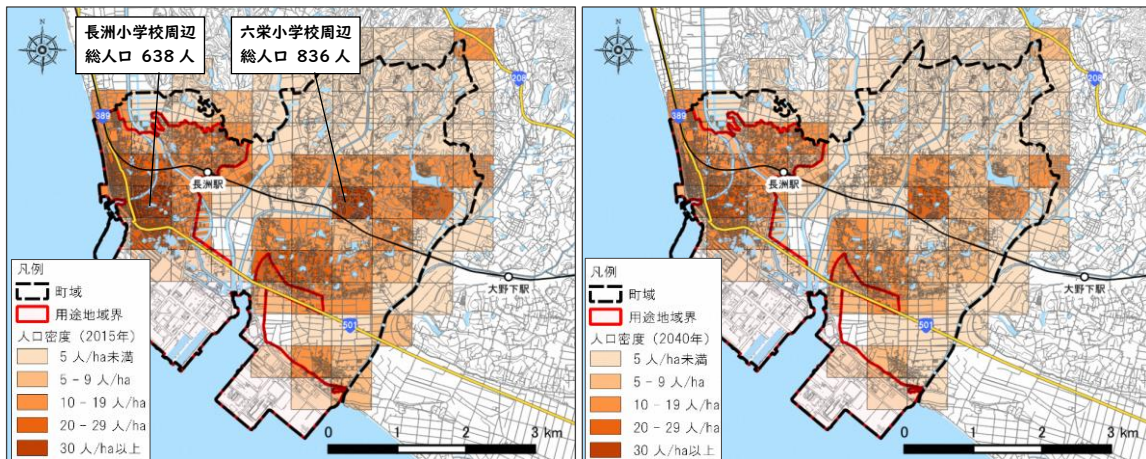 長洲小学校周辺
総人口 638 人
六栄小学校周辺
総人口 836 人
N
208
389
長洲駅
大野下駅
501
凡例
町域
用途地域界
人口密度（2015年）
5 人/ha未満
5 - 9 人/ha
10 - 19 人/ha
20 - 29 人/ha
30 人/ha以上
0 1 2 3 km
N
208
389
長洲駅
大野下駅
501
凡例
町域
用途地域界
人口密度（2040年）
5 人/ha未満
5 - 9 人/ha
10 - 19 人/ha
20 - 29 人/ha
30 人/ha以上
0 1 2 3 km